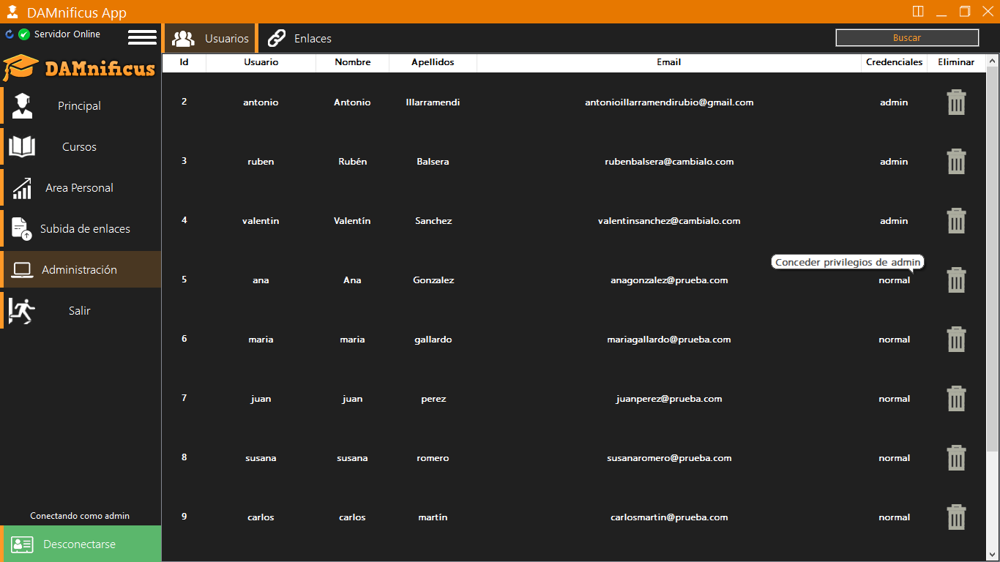 DAMnificus App
Servidor Online
DAMnificus
Principal
Cursos
Area Personal
Subida de enlaces
Administración
Salir
Conectando como admin
Desconectarse
Usuarios Enlaces Buscar
Id Usuario Nombre Apellidos Email Credenciales Eliminar
2 antonio Antonio Illarramendi antonioillarramendirubio@gmail.com admin
3 ruben Rubén Balsera rubenbalsera@cambialo.com admin
4 valentin Valentín Sanchez valentinsanchez@cambialo.com admin
Conceder privilegios de admin
5 ana Ana Gonzalez anagonzalez@prueba.com normal
6 maria maria gallardo mariagallardo@prueba.com normal
7 juan juan perez juanperez@prueba.com normal
8 susana susana romero susanaromero@prueba.com normal
9 carlos carlos martín carlosmartin@prueba.com normal